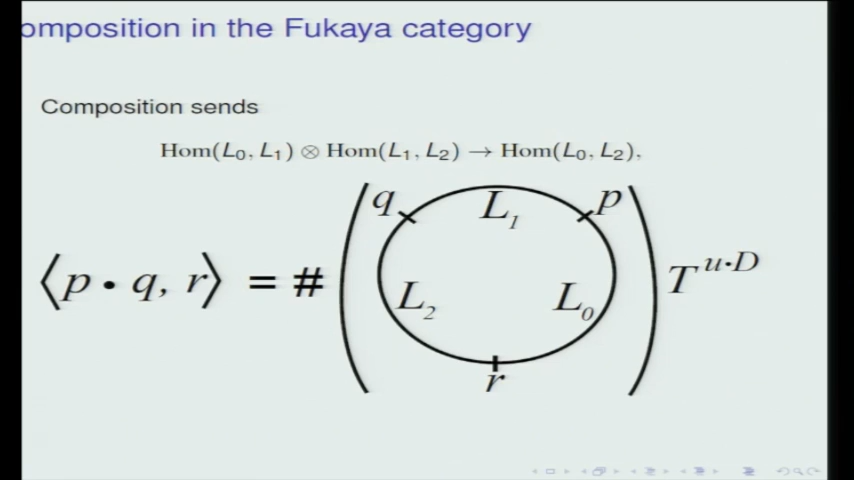 omposition in the Fukaya category
Composition sends
Hom(L₀, L₁) ⊗ Hom(L₁, L₂) → Hom(L₀, L₂),
q L₁ p
⟨p • q, r⟩ = # ( L₂ L₀ ) T^{u•D}
r